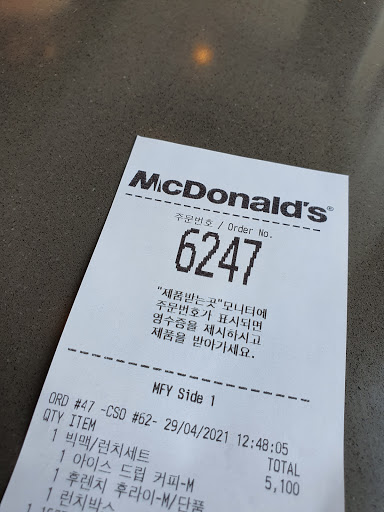 McDonald's®
주문번호 / Order No.
6247
"제품받는곳"모니터에
주문번호가 표시되면
영수증을 제시하시고
제품을 받아가세요.
MFY Side 1
ORD #47 -CSO #62- 29/04/2021 12:48:05
QTY ITEM TOTAL
1 빅맥/런치세트 5,100
1 아이스 드립 커피-M
1 후렌치 후라이-M/단품
1 런치박스